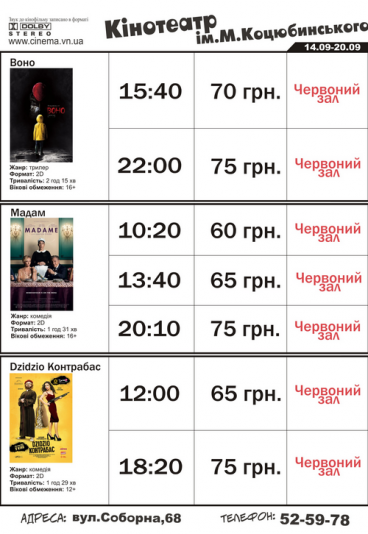 Звук до кінофільму записано в форматі
DOLBY
STEREO
www.cinema.vn.ua
Кінотеатр
ім.М.Коцюбинського
14.09-20.09
Воно
ВОНО
Жанр: трилер
Формат: 2D
Тривалість: 2 год 15 хв
Вікові обмеження: 16+
15:40 70 грн. Червоний зал
22:00 75 грн. Червоний зал
Мадам
MADAME
Жанр: комедія
Формат: 2D
Тривалість: 1 год 31 хв
Вікові обмеження: 16+
10:20 60 грн. Червоний зал
13:40 65 грн. Червоний зал
20:10 75 грн. Червоний зал
Dzidzio Контрабас
DZIDZIO
КОНТРАБАС
Жанр: комедія
Формат: 2D
Тривалість: 1 год 29 хв
Вікові обмеження: 12+
12:00 65 грн. Червоний зал
18:20 75 грн. Червоний зал
АДРЕСА: вул.Соборна,68
ТЕЛЕФОН: 52-59-78